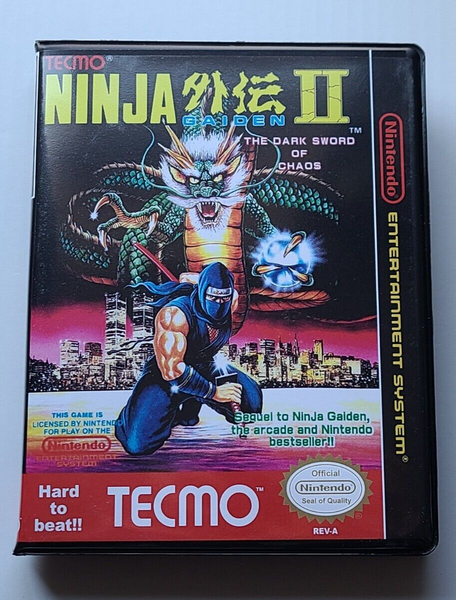 TECMO®
NINJA 外伝 II
GAIDEN
™
THE DARK SWORD
OF
CHAOS
Nintendo
ENTERTAINMENT SYSTEM®
THIS GAME IS
LICENSED BY NINTENDO
FOR PLAY ON THE
Nintendo
ENTERTAINMENT
SYSTEM
Sequel to Ninja Gaiden,
the arcade and Nintendo
bestseller!!
Hard
to
beat!!
TECMO™
Official
Nintendo
Seal of Quality
REV-A